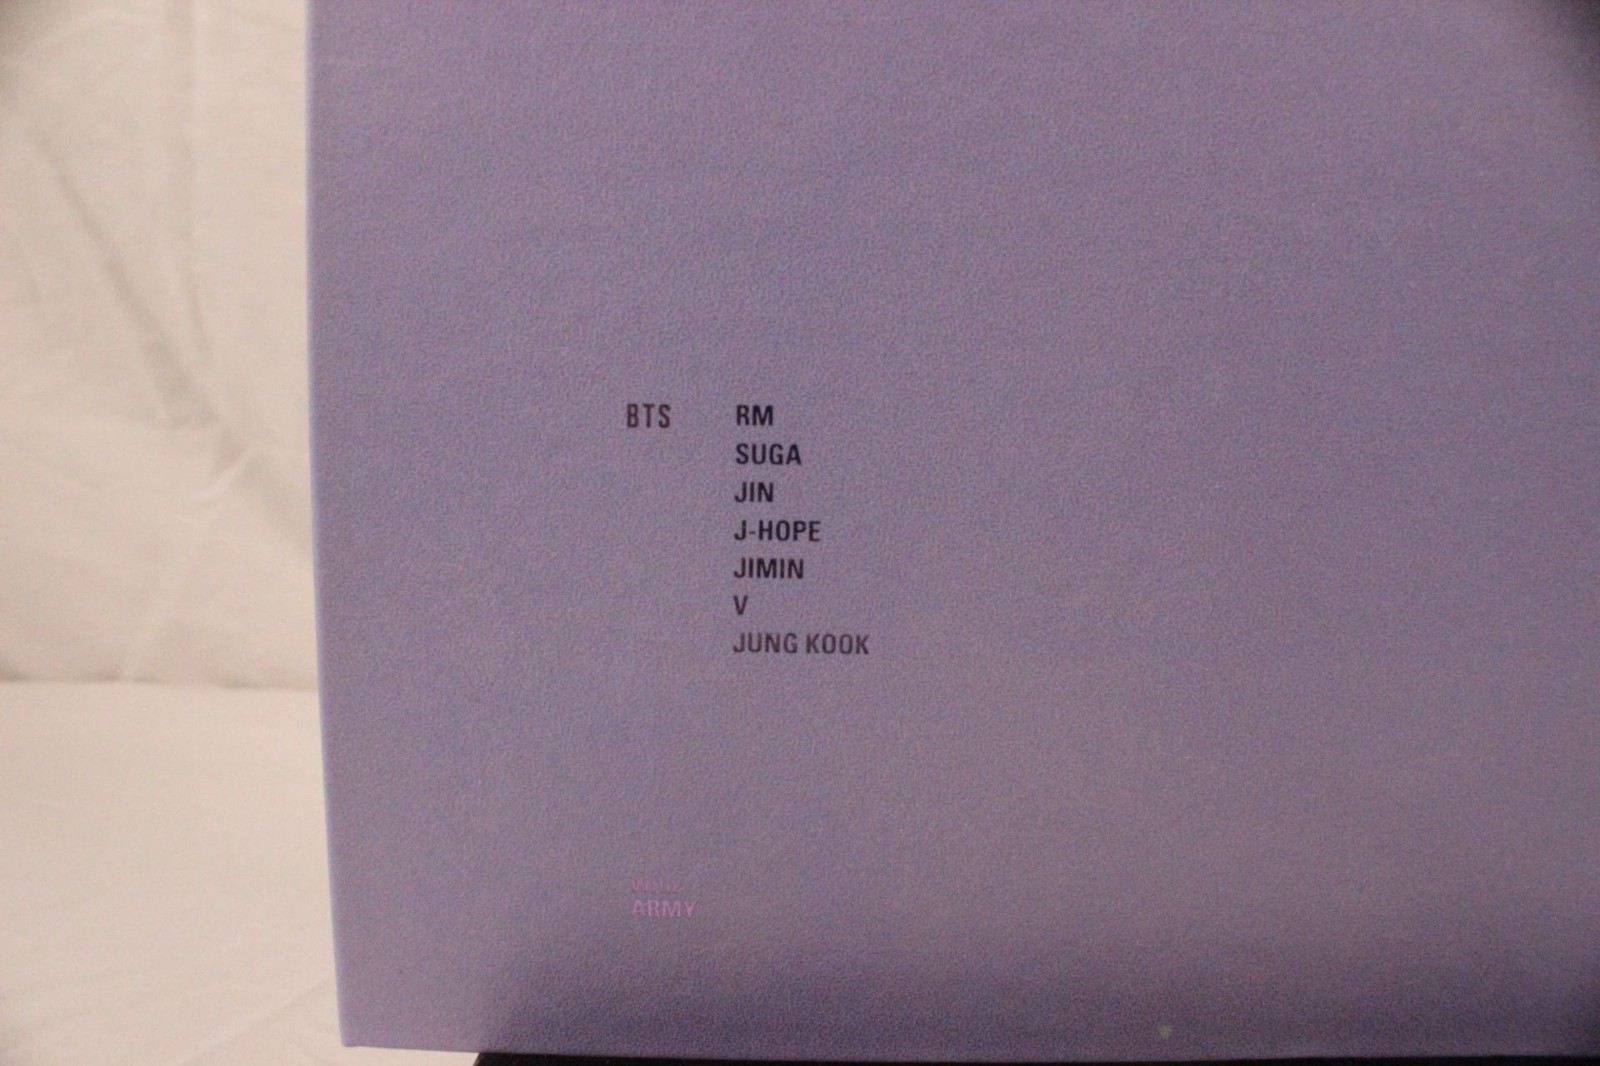 BTS RM
SUGA
JIN
J-HOPE
JIMIN
V
JUNG KOOK
ARMY